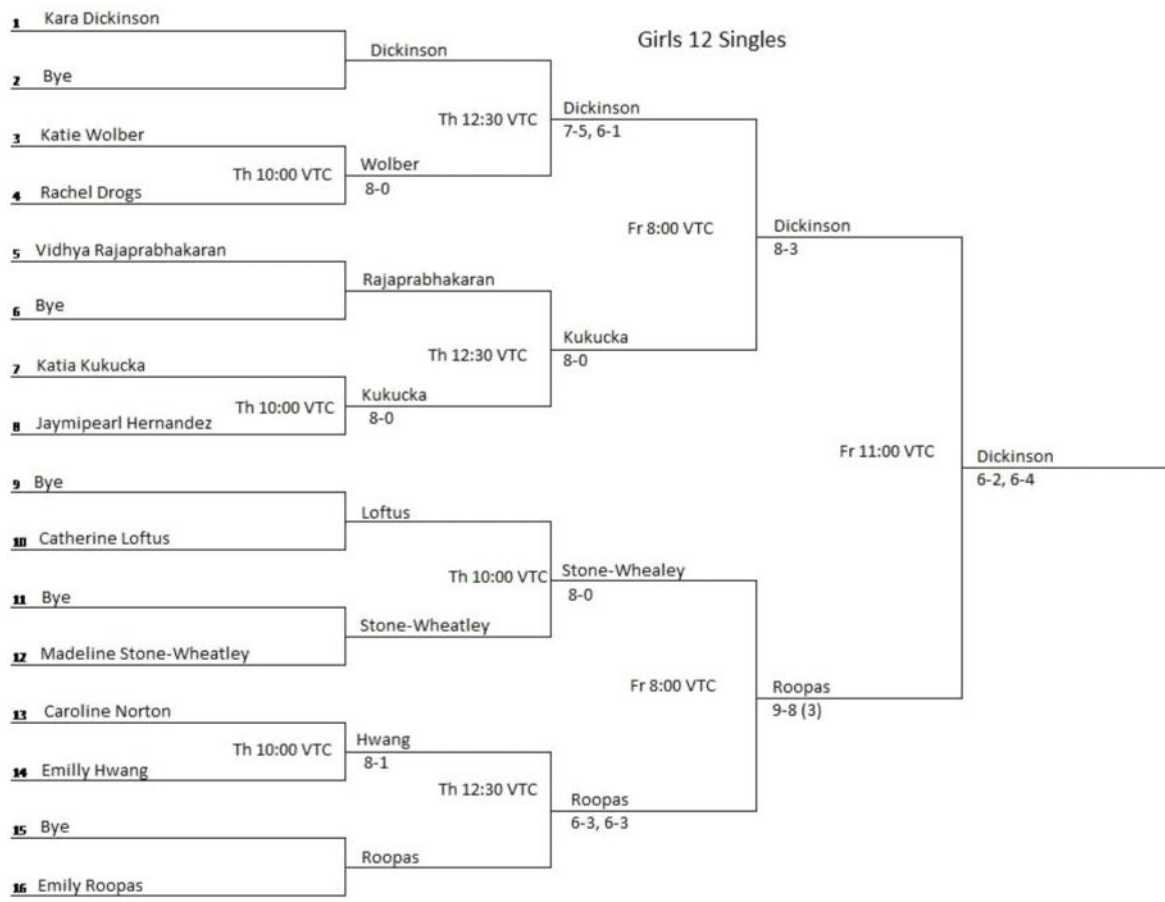 Girls 12 Singles
1 Kara Dickinson
2 Bye
3 Katie Wolber
4 Rachel Drogs
5 Vidhya Rajaprabhakaran
6 Bye
7 Katia Kukucka
8 Jaymipearl Hernandez
9 Bye
10 Catherine Loftus
11 Bye
12 Madeline Stone-Wheatley
13 Caroline Norton
14 Emilly Hwang
15 Bye
16 Emily Roopas
Th 10:00 VTC
Th 10:00 VTC
Th 10:00 VTC
Dickinson
Wolber
8-0
Rajaprabhakaran
Kukucka
8-0
Loftus
Stone-Wheatley
Hwang
8-1
Roopas
Th 12:30 VTC
Th 12:30 VTC
Th 10:00 VTC
Th 12:30 VTC
Dickinson
7-5, 6-1
Kukucka
8-0
Stone-Whealey
8-0
Roopas
6-3, 6-3
Fr 8:00 VTC
Fr 8:00 VTC
Dickinson
8-3
Roopas
9-8 (3)
Fr 11:00 VTC
Dickinson
6-2, 6-4